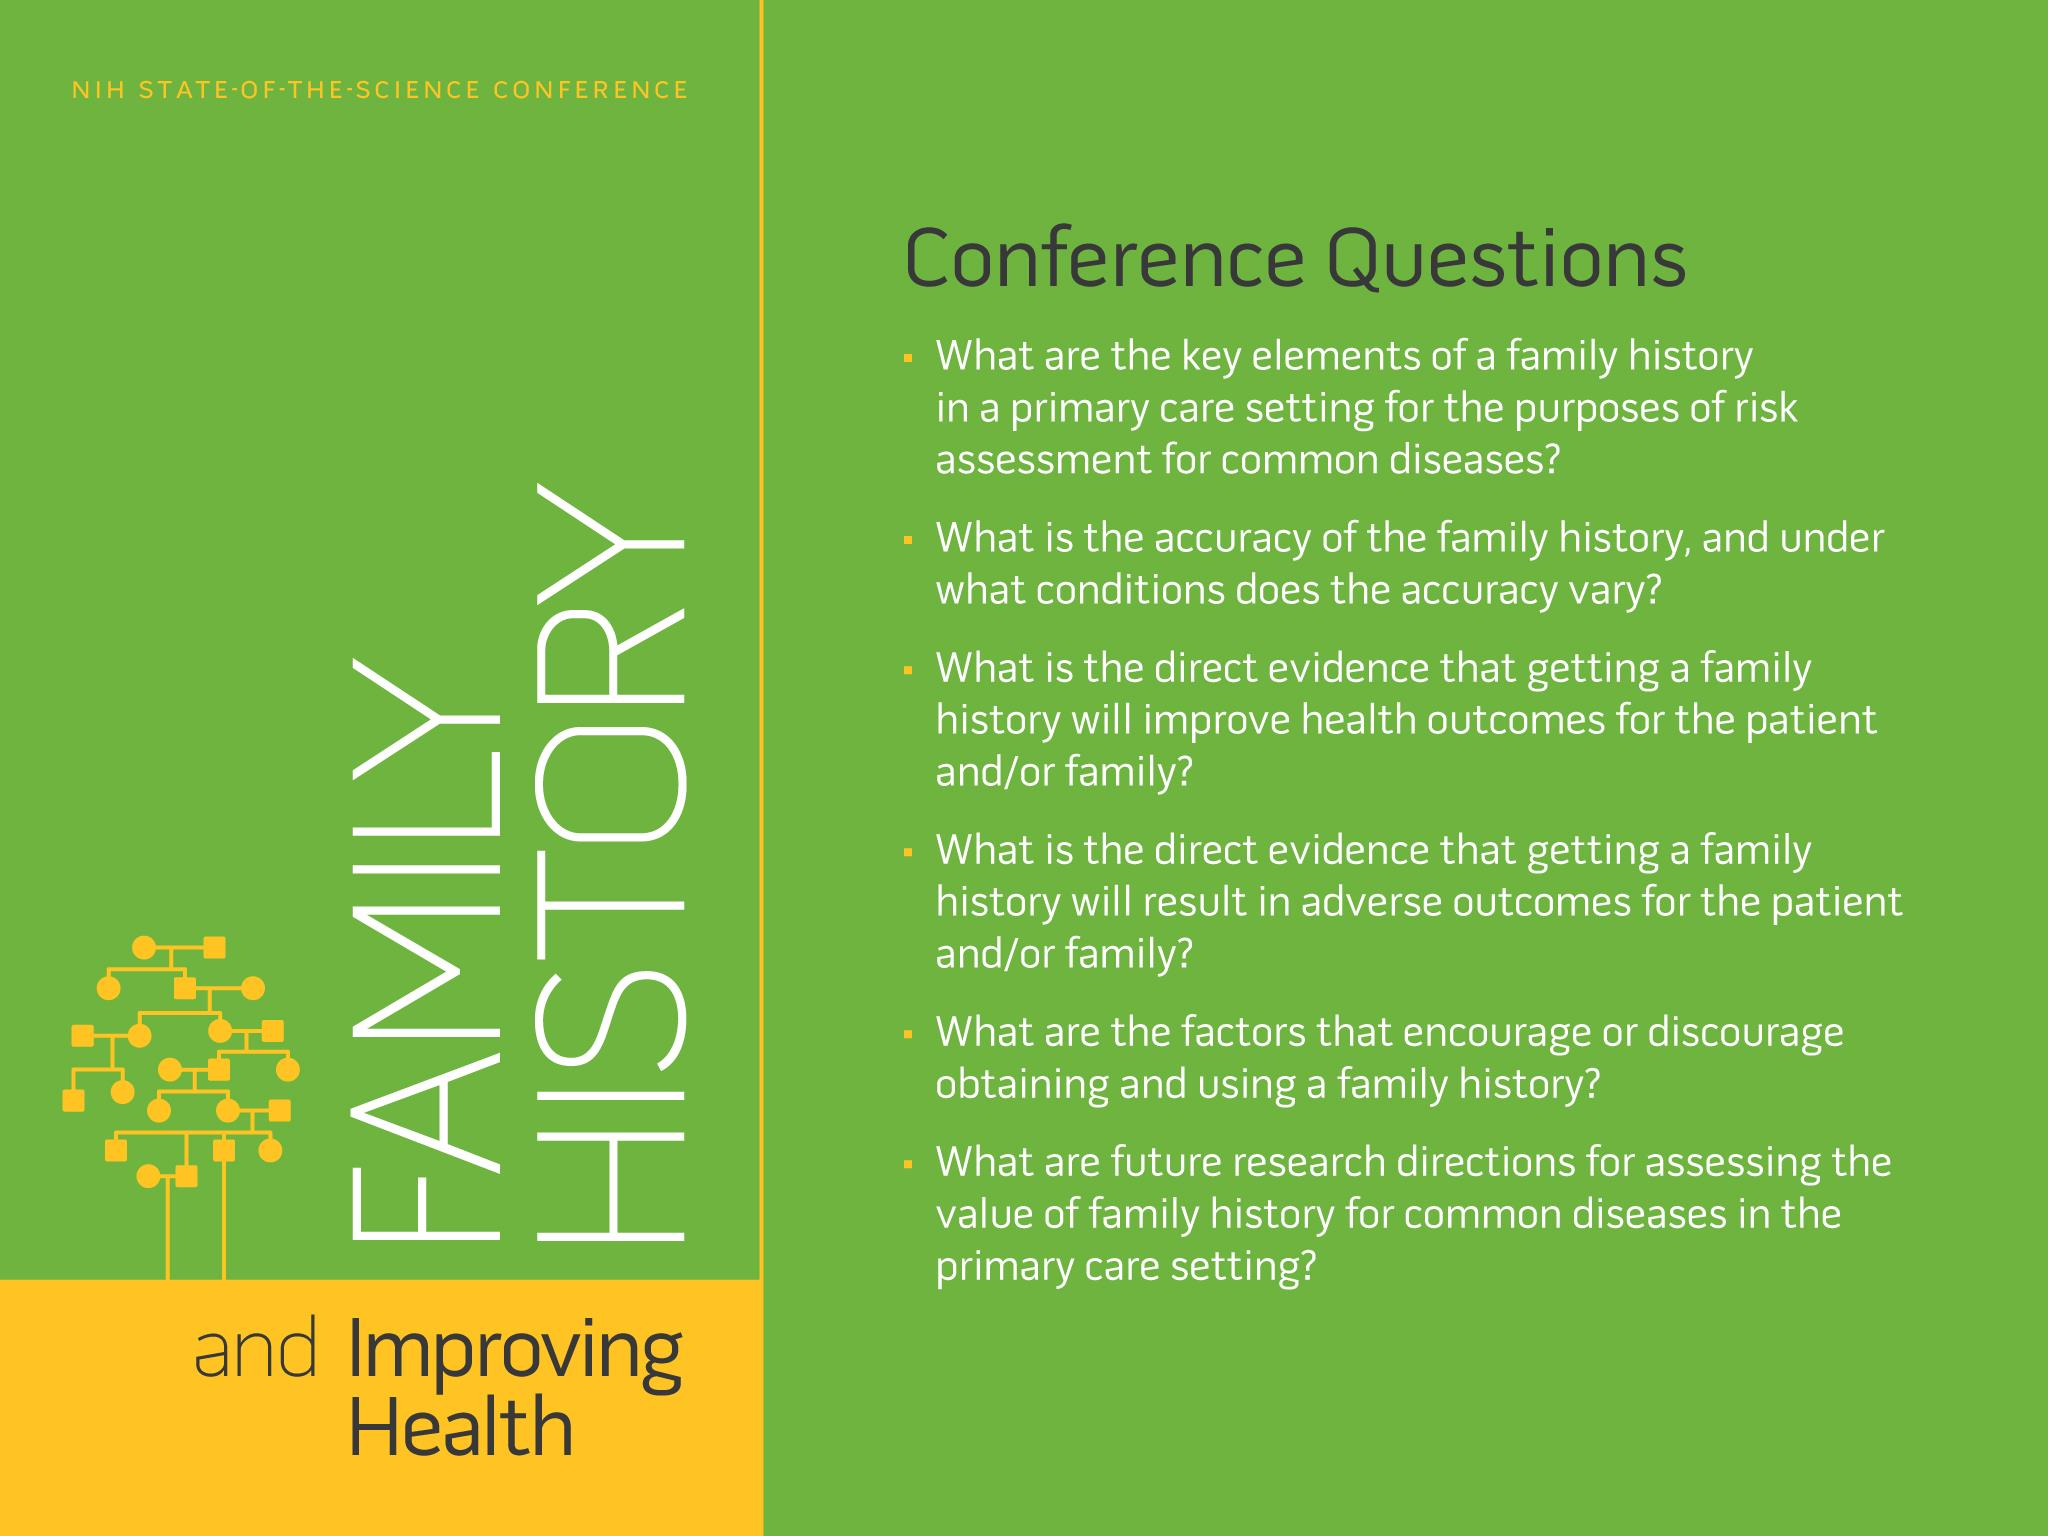 NIH STATE-OF-THE-SCIENCE CONFERENCE
FAMILY
HISTORY
and Improving
Health
Conference Questions
▪ What are the key elements of a family history
in a primary care setting for the purposes of risk
assessment for common diseases?
▪ What is the accuracy of the family history, and under
what conditions does the accuracy vary?
▪ What is the direct evidence that getting a family
history will improve health outcomes for the patient
and/or family?
▪ What is the direct evidence that getting a family
history will result in adverse outcomes for the patient
and/or family?
▪ What are the factors that encourage or discourage
obtaining and using a family history?
▪ What are future research directions for assessing the
value of family history for common diseases in the
primary care setting?